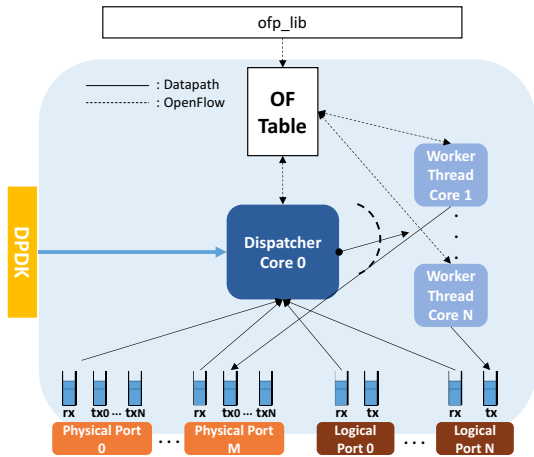 ofp_lib
: Datapath
: OpenFlow
OF
Table
Worker
Thread
Core 1
DPDK
Dispatcher
Core 0
Worker
Thread
Core N
rx tx0 ... txN
rx tx0 ... txN
rx tx
rx tx
Physical Port
0
...
Physical Port
M
Logical
Port 0
...
Logical
Port N